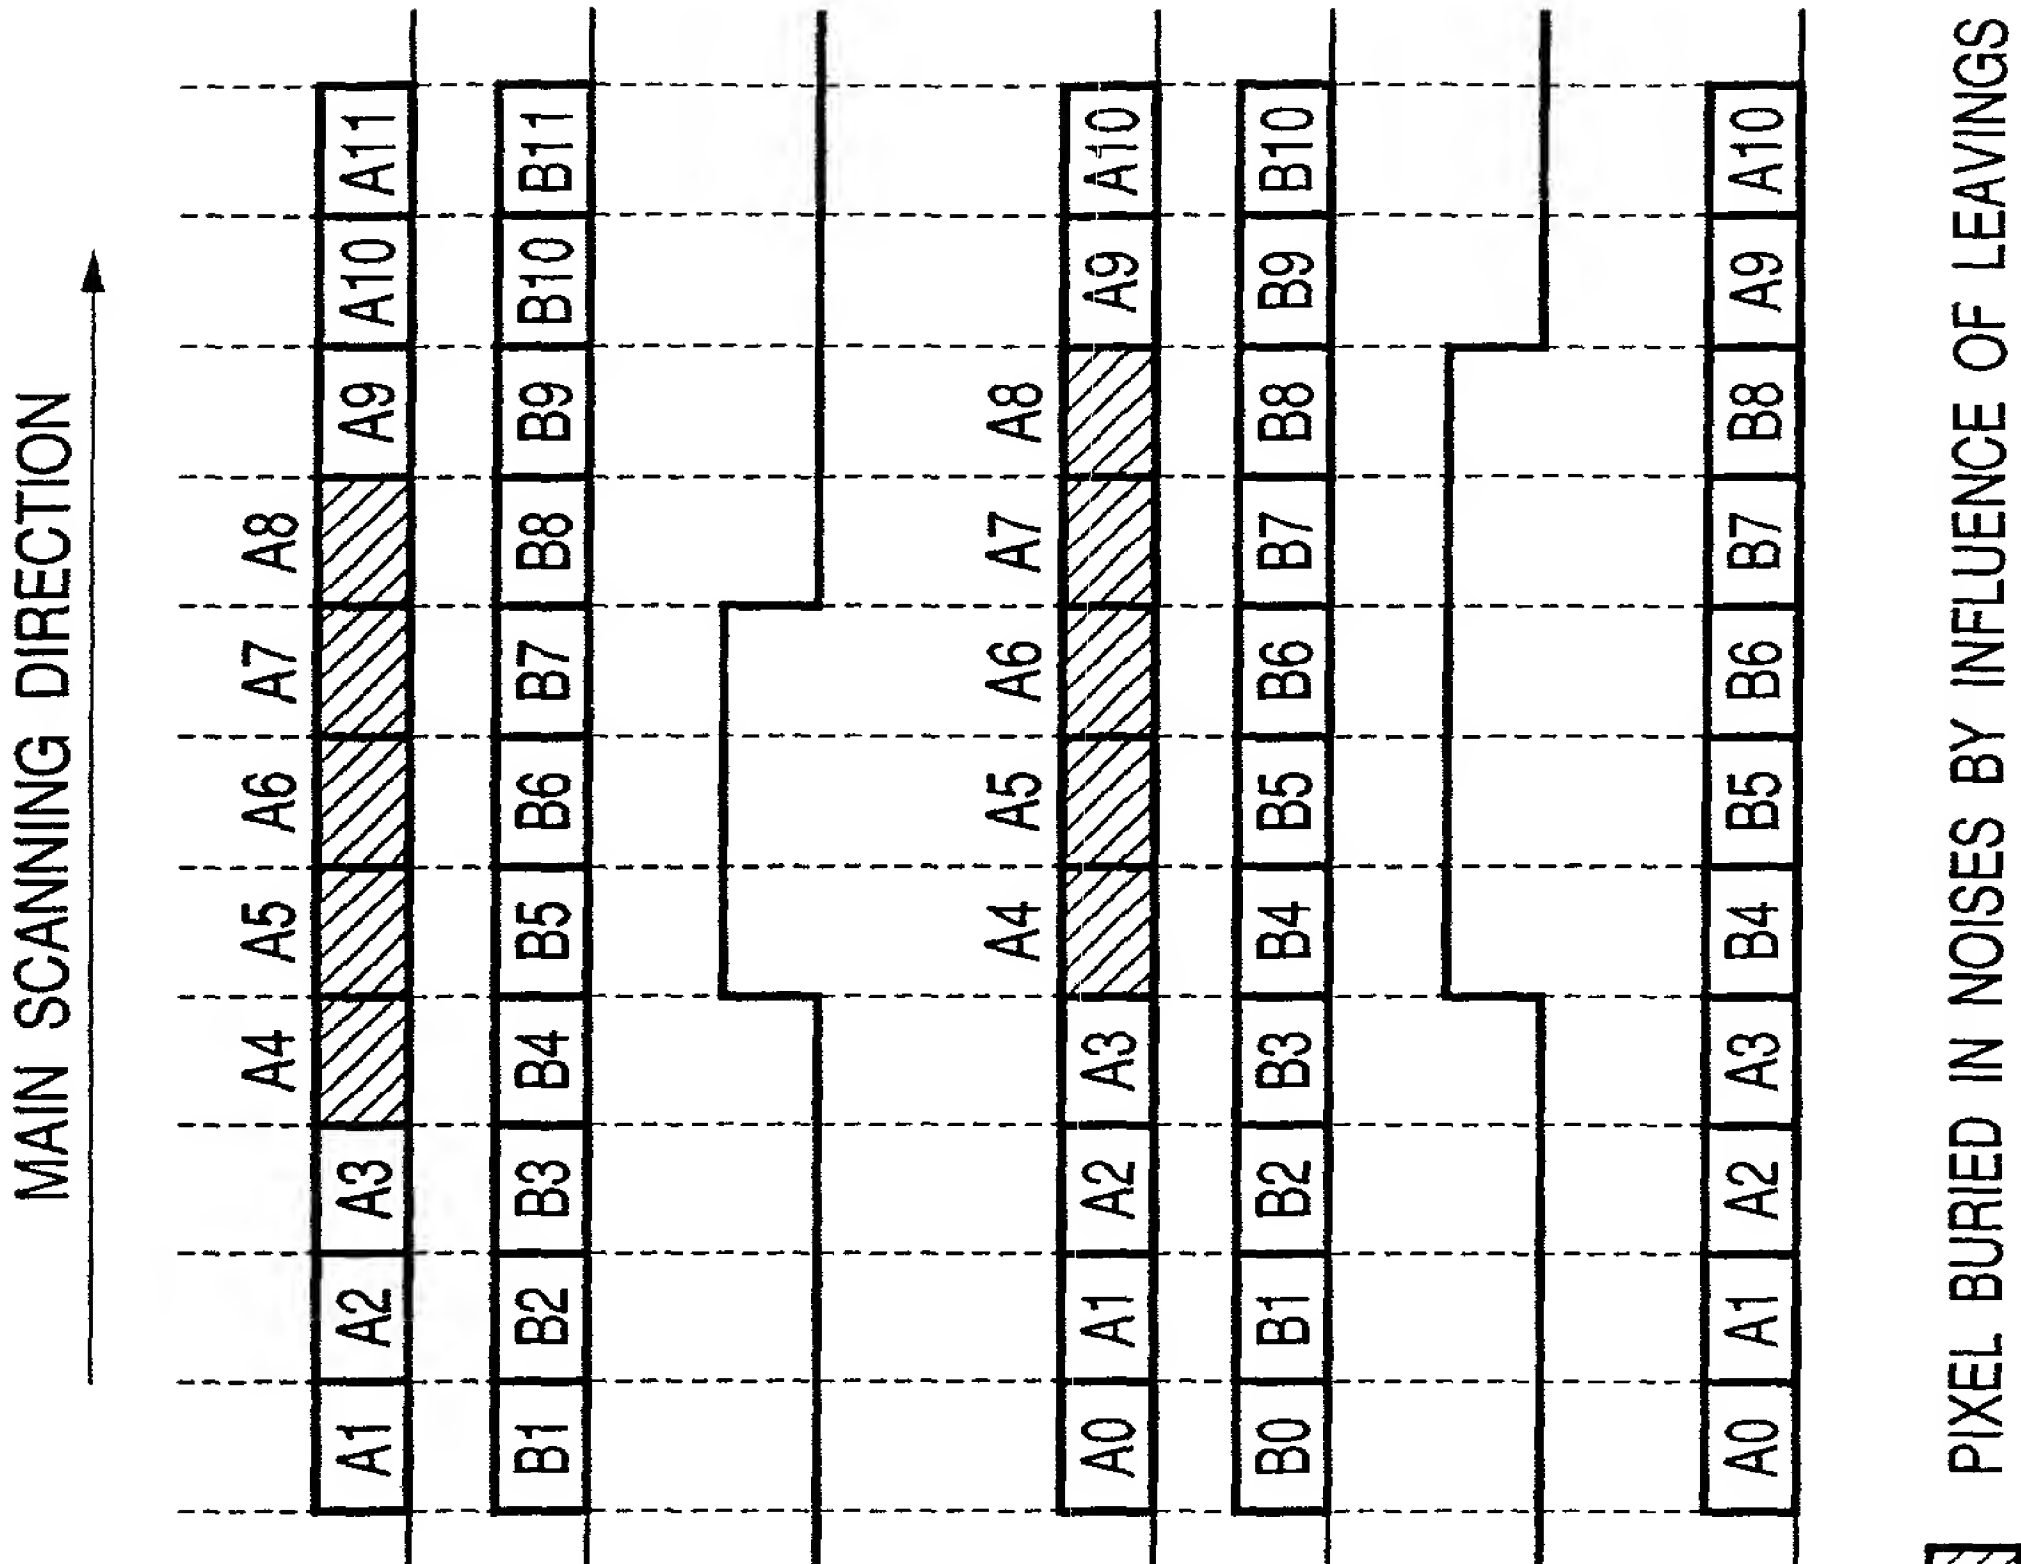 MAIN SCANNING DIRECTION
A4 A5 A6 A7 A8
A1 A2 A3 A9 A10 A11
B1 B2 B3 B4 B5 B6 B7 B8 B9 B10 B11
A4 A5 A6 A7 A8
A0 A1 A2 A3 A9 A10
B0 B1 B2 B3 B4 B5 B6 B7 B8 B9 B10
A0 A1 A2 A3 B4 B5 B6 B7 B8 A9 A10
PIXEL BURIED IN NOISES BY INFLUENCE OF LEAVINGS